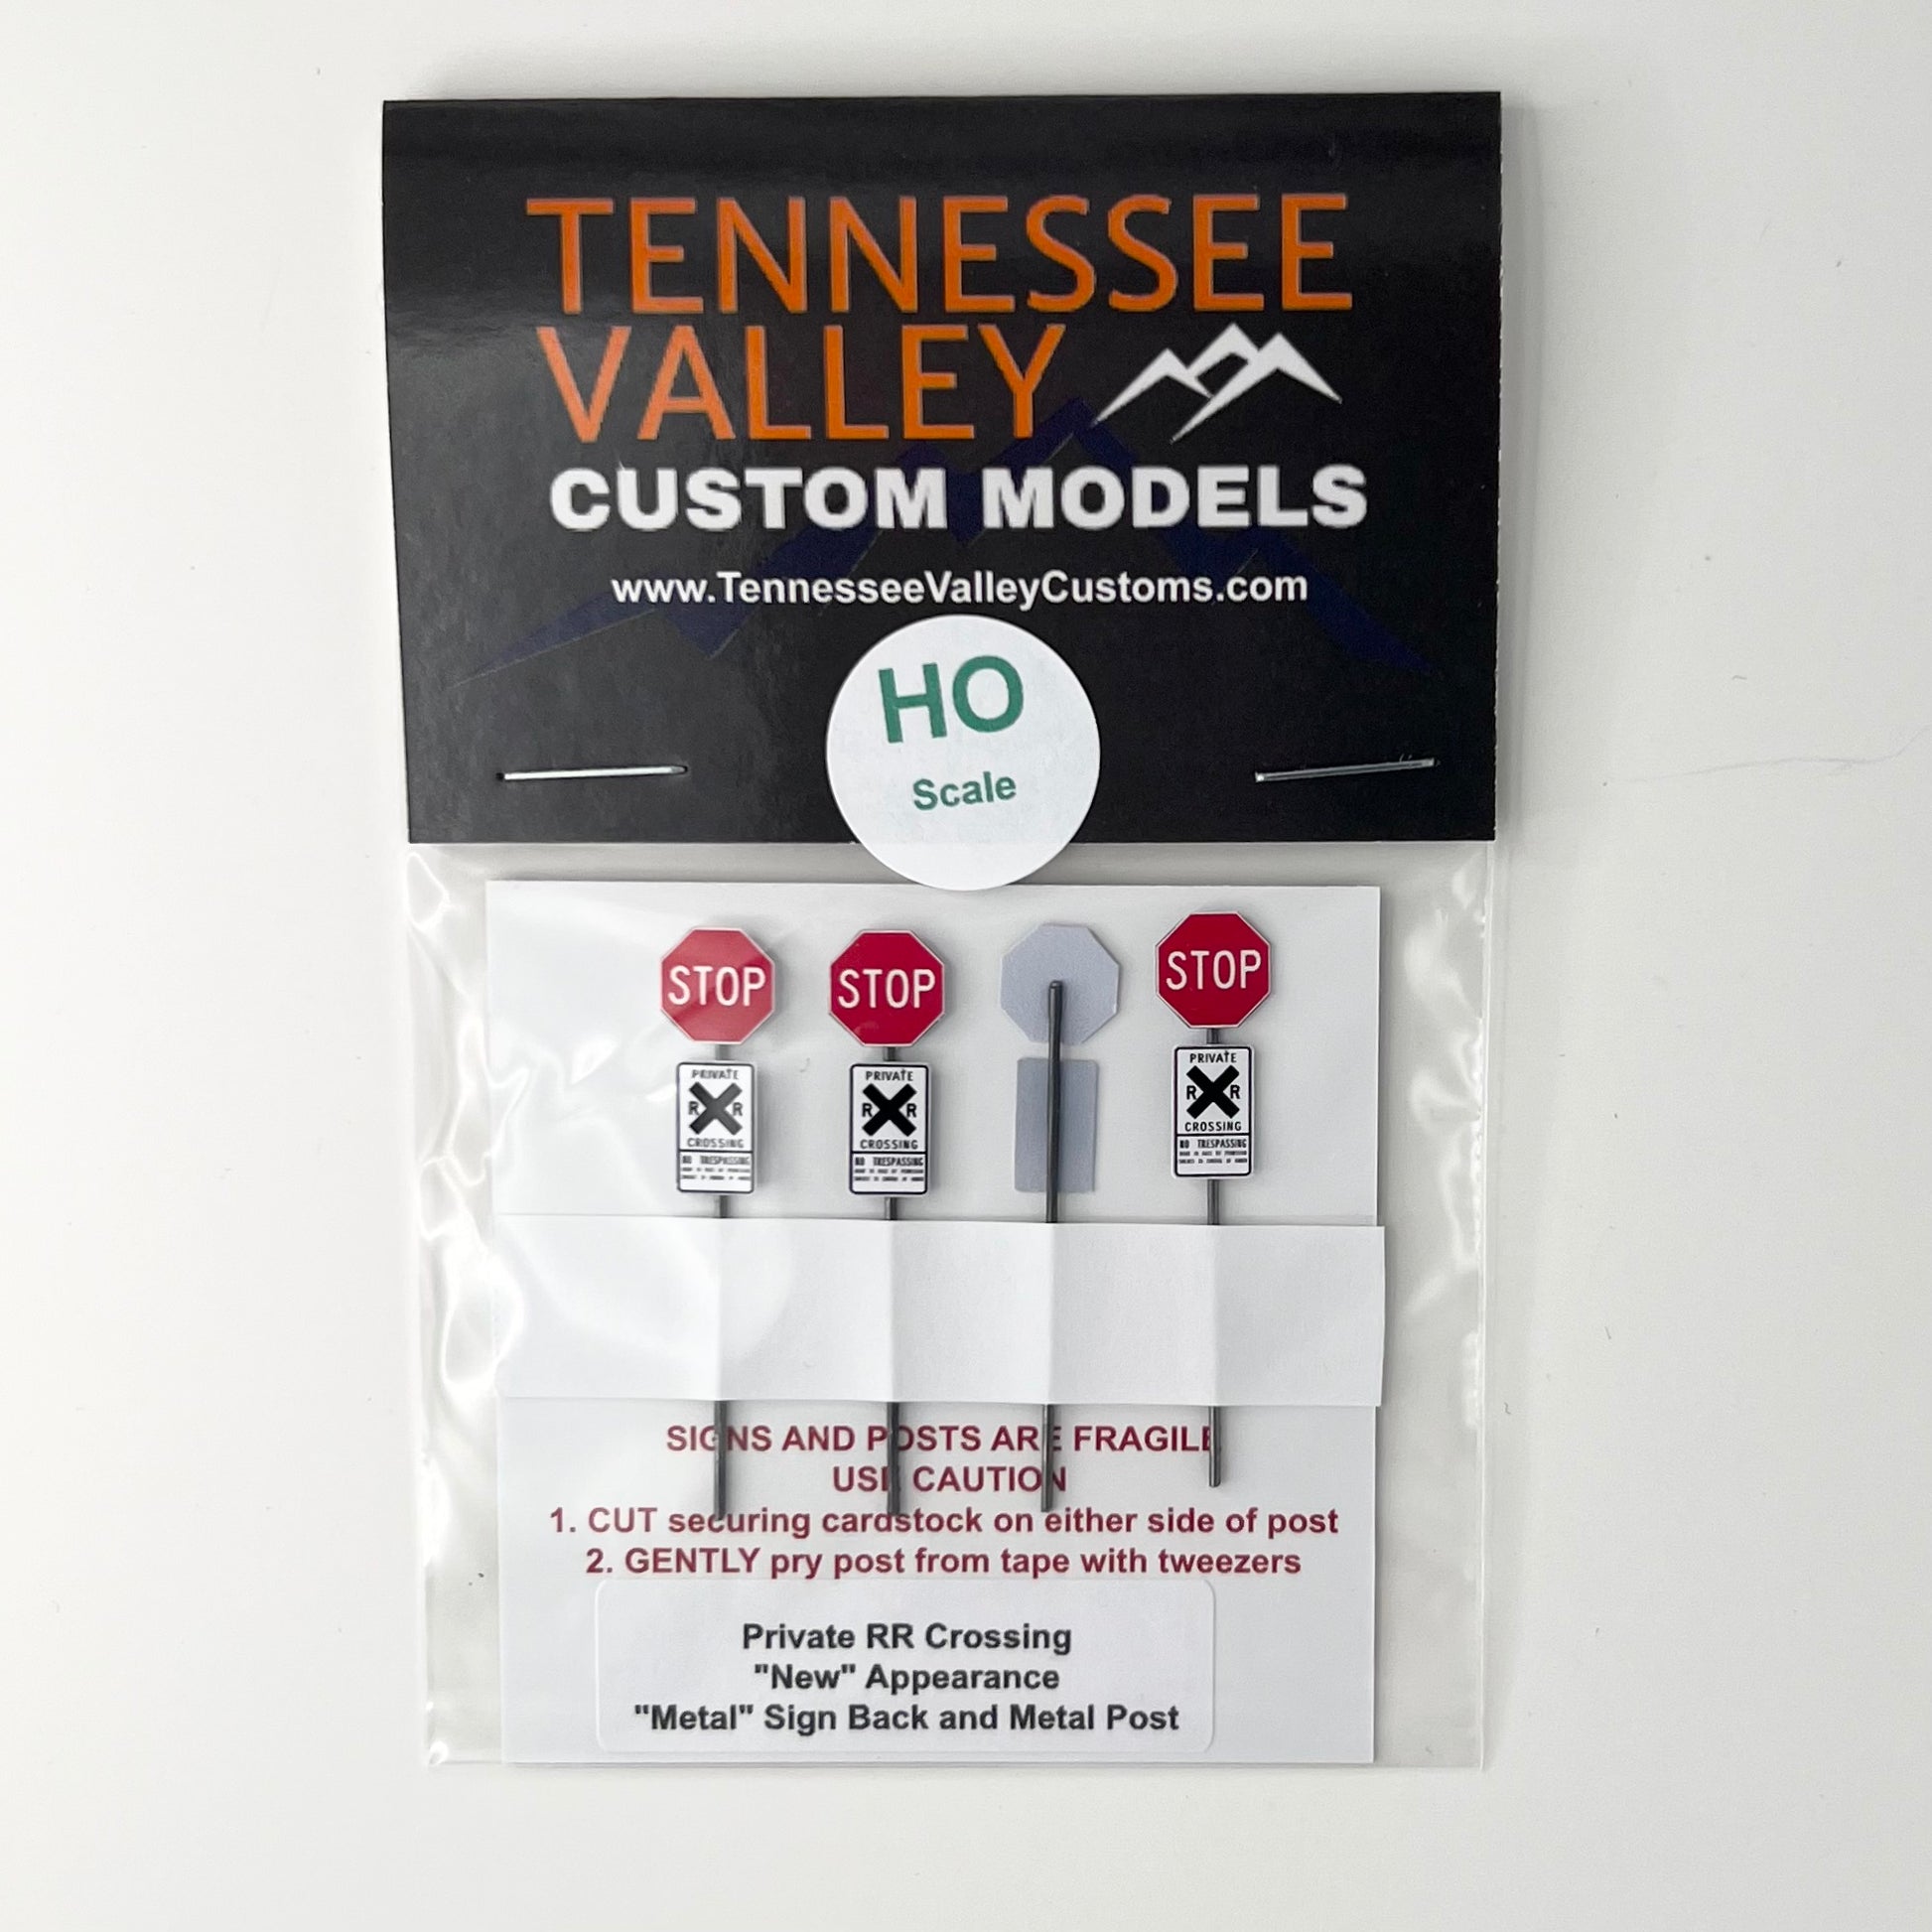 TENNESSEE
VALLEY
CUSTOM MODELS
www.TennesseeValleyCustoms.com
HO
Scale
STOP
PRIVATE
R R
CROSSING
NO TRESPASSING
STOP
PRIVATE
R R
CROSSING
NO TRESPASSING
STOP
PRIVATE
R R
CROSSING
NO TRESPASSING
SIGNS AND POSTS ARE FRAGILE
USE CAUTION
1. CUT securing cardstock on either side of post
2. GENTLY pry post from tape with tweezers
Private RR Crossing
"New" Appearance
"Metal" Sign Back and Metal Post